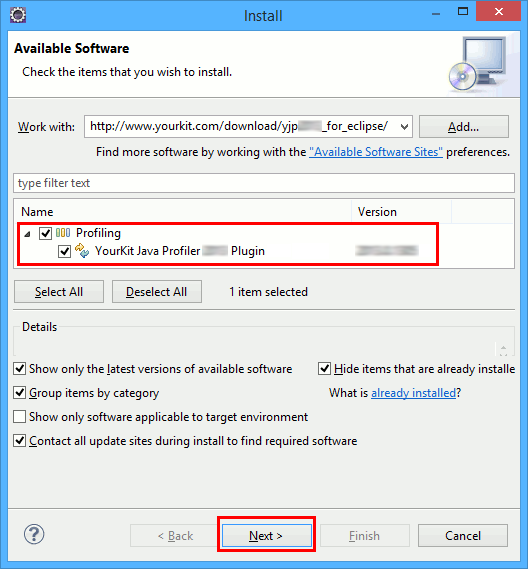 Install
Available Software
Check the items that you wish to install.
Work with: http://www.yourkit.com/download/yjp _for_eclipse/ Add...
Find more software by working with the "Available Software Sites" preferences.
type filter text
Name Version
Profiling
YourKit Java Profiler Plugin
Select All Deselect All 1 item selected
Details
Show only the latest versions of available software Hide items that are already installe
Group items by category What is already installed?
Show only software applicable to target environment
Contact all update sites during install to find required software
? < Back Next > Finish Cancel